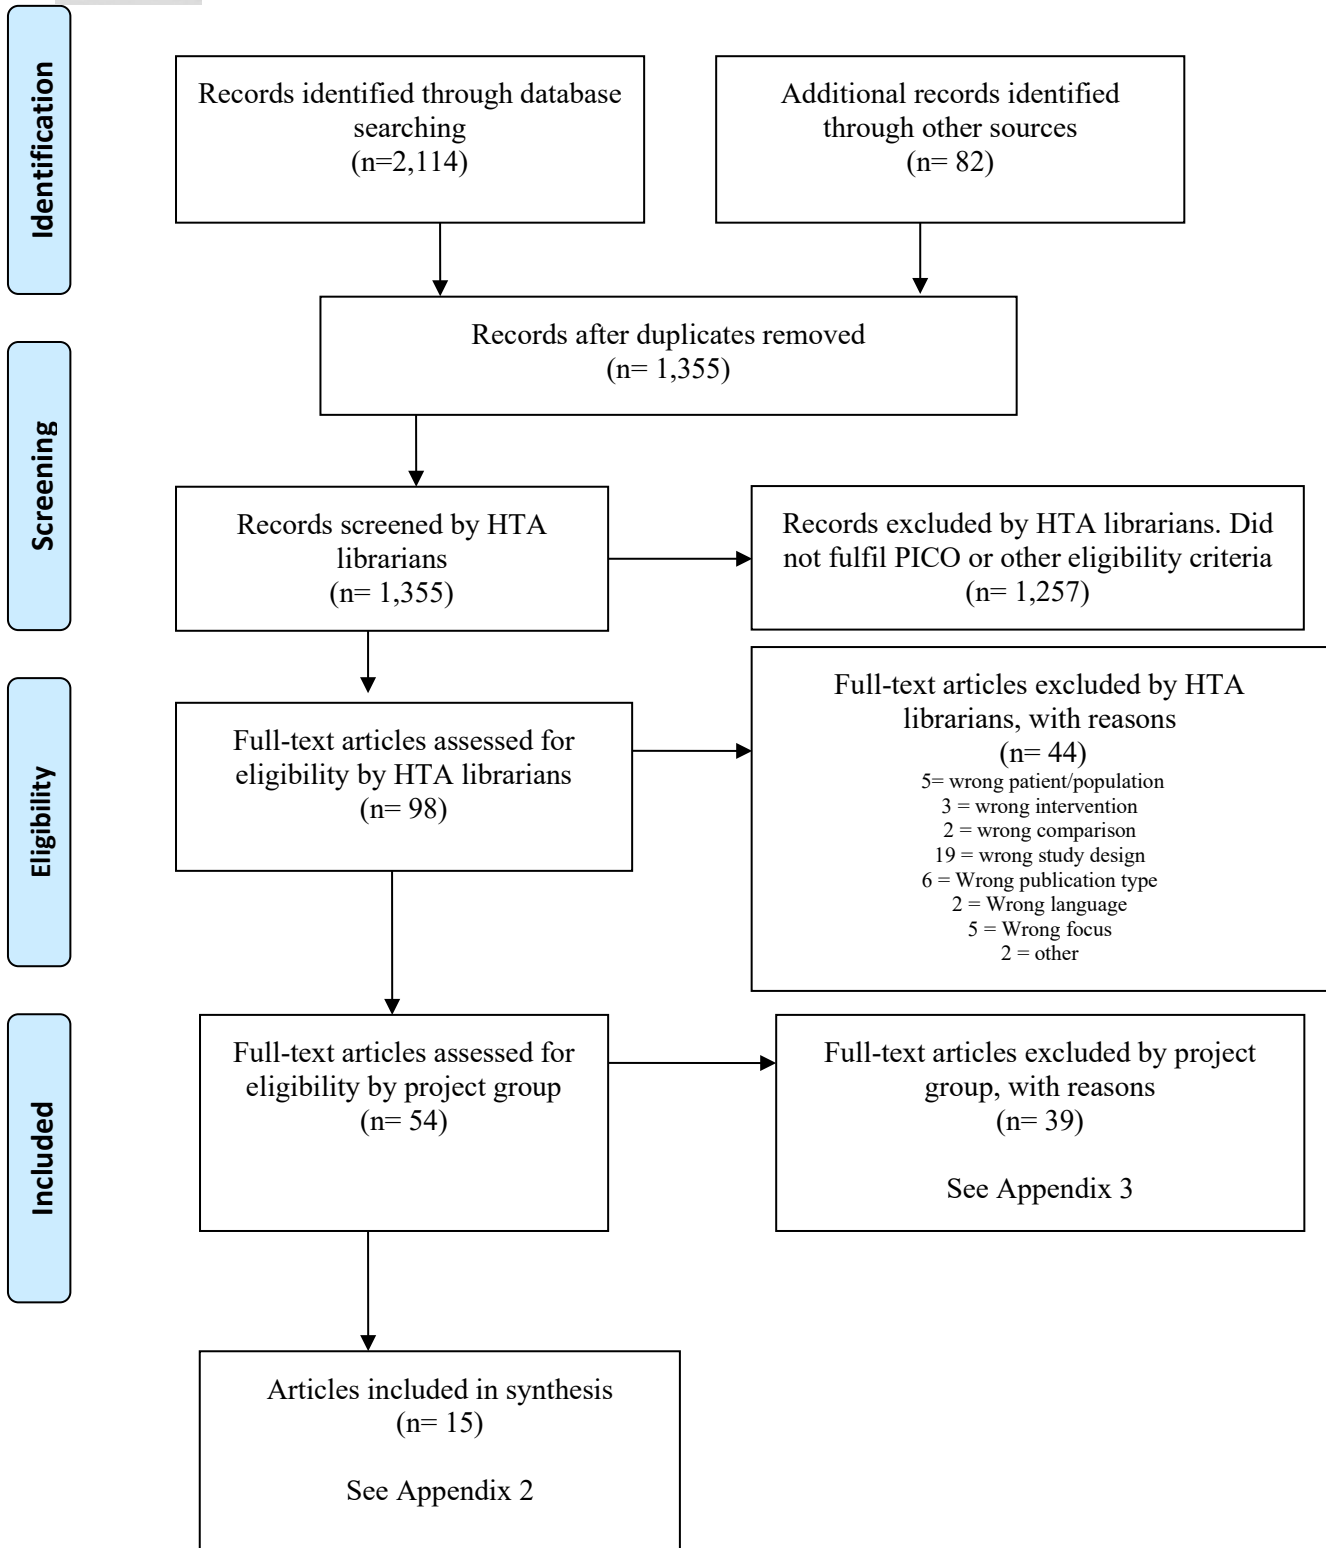 Identification
Records identified through database
searching
(n=2,114)
Additional records identified
through other sources
(n= 82)
Records after duplicates removed
(n= 1,355)
Screening
Records screened by HTA
librarians
(n= 1,355)
Records excluded by HTA librarians. Did
not fulfil PICO or other eligibility criteria
(n= 1,257)
Eligibility
Full-text articles assessed for
eligibility by HTA librarians
(n= 98)
Full-text articles excluded by HTA
librarians, with reasons
(n= 44)
5= wrong patient/population
3 = wrong intervention
2 = wrong comparison
19 = wrong study design
6 = Wrong publication type
2 = Wrong language
5 = Wrong focus
2 = other
Included
Full-text articles assessed for
eligibility by project group
(n= 54)
Full-text articles excluded by project
group, with reasons
(n= 39)
See Appendix 3
Articles included in synthesis
(n= 15)
See Appendix 2